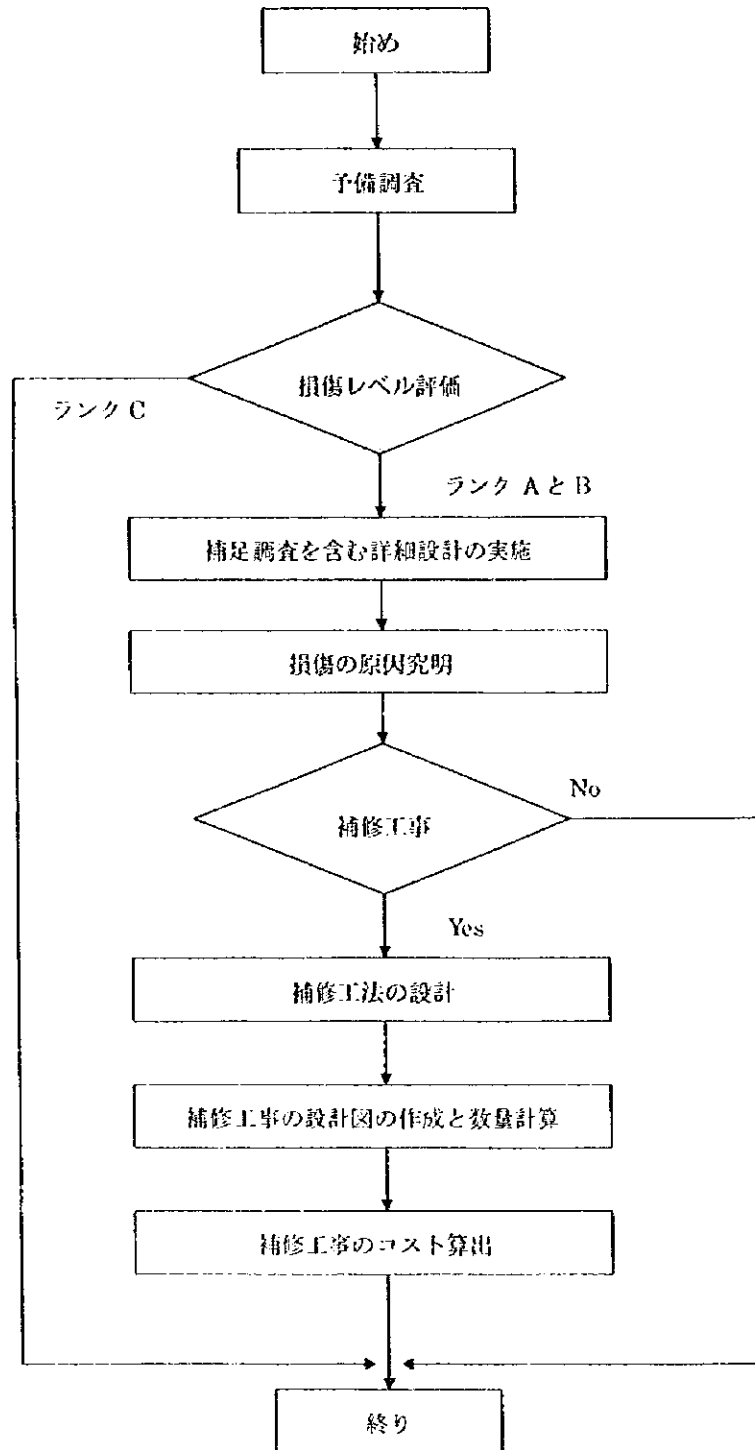 始め
予備調査
損傷レベル評価
ランク C
ランク A と B
補足調査を含む詳細設計の実施
損傷の原因究明
補修工事
No
Yes
補修工法の設計
補修工事の設計図の作成と数量計算
補修工事のコスト算出
終り